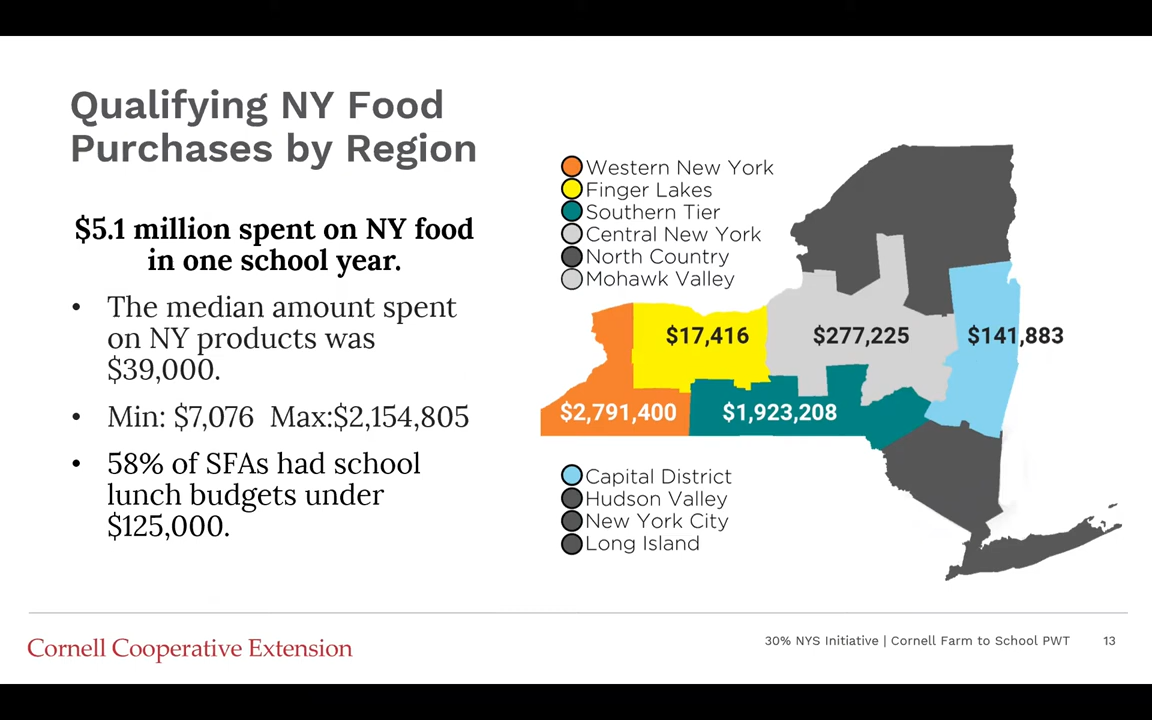 Qualifying NY Food
Purchases by Region
$5.1 million spent on NY food
in one school year.
• The median amount spent
on NY products was
$39,000.
• Min: $7,076 Max:$2,154,805
• 58% of SFAs had school
lunch budgets under
$125,000.
Western New York
Finger Lakes
Southern Tier
Central New York
North Country
Mohawk Valley
$17,416
$277,225
$141,883
$2,791,400
$1,923,208
Capital District
Hudson Valley
New York City
Long Island
Cornell Cooperative Extension
30% NYS Initiative | Cornell Farm to School PWT 13